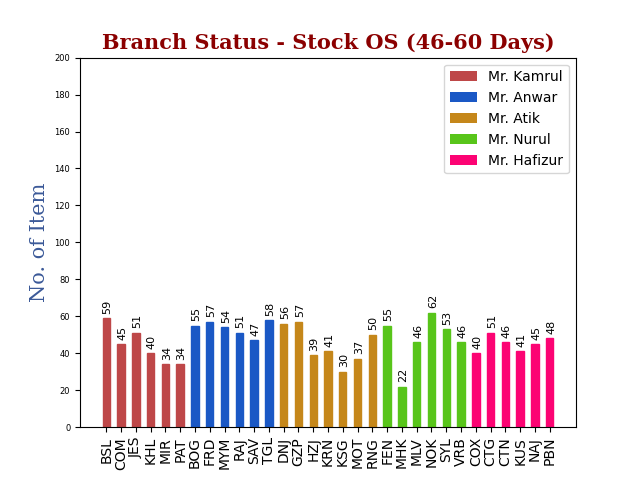 Branch Status - Stock OS (46-60 Days)
No. of Item
200
180
160
140
120
100
80
60
40
20
0
Mr. Kamrul
Mr. Anwar
Mr. Atik
Mr. Nurul
Mr. Hafizur
59 45 51 40 34 34 55 57 54 51 47 58 56 57 39 41 30 37 50 55 22 46 62 53 46 40 51 46 41 45 48
BSL COM JES KHL MIR PAT BOG FRD MYM RAJ SAV TGL DNJ GZP HZJ KRN KSG MOT RNG FEN MHK MLV NOK SYL VRB COX CTG CTN KUS NAJ PBN